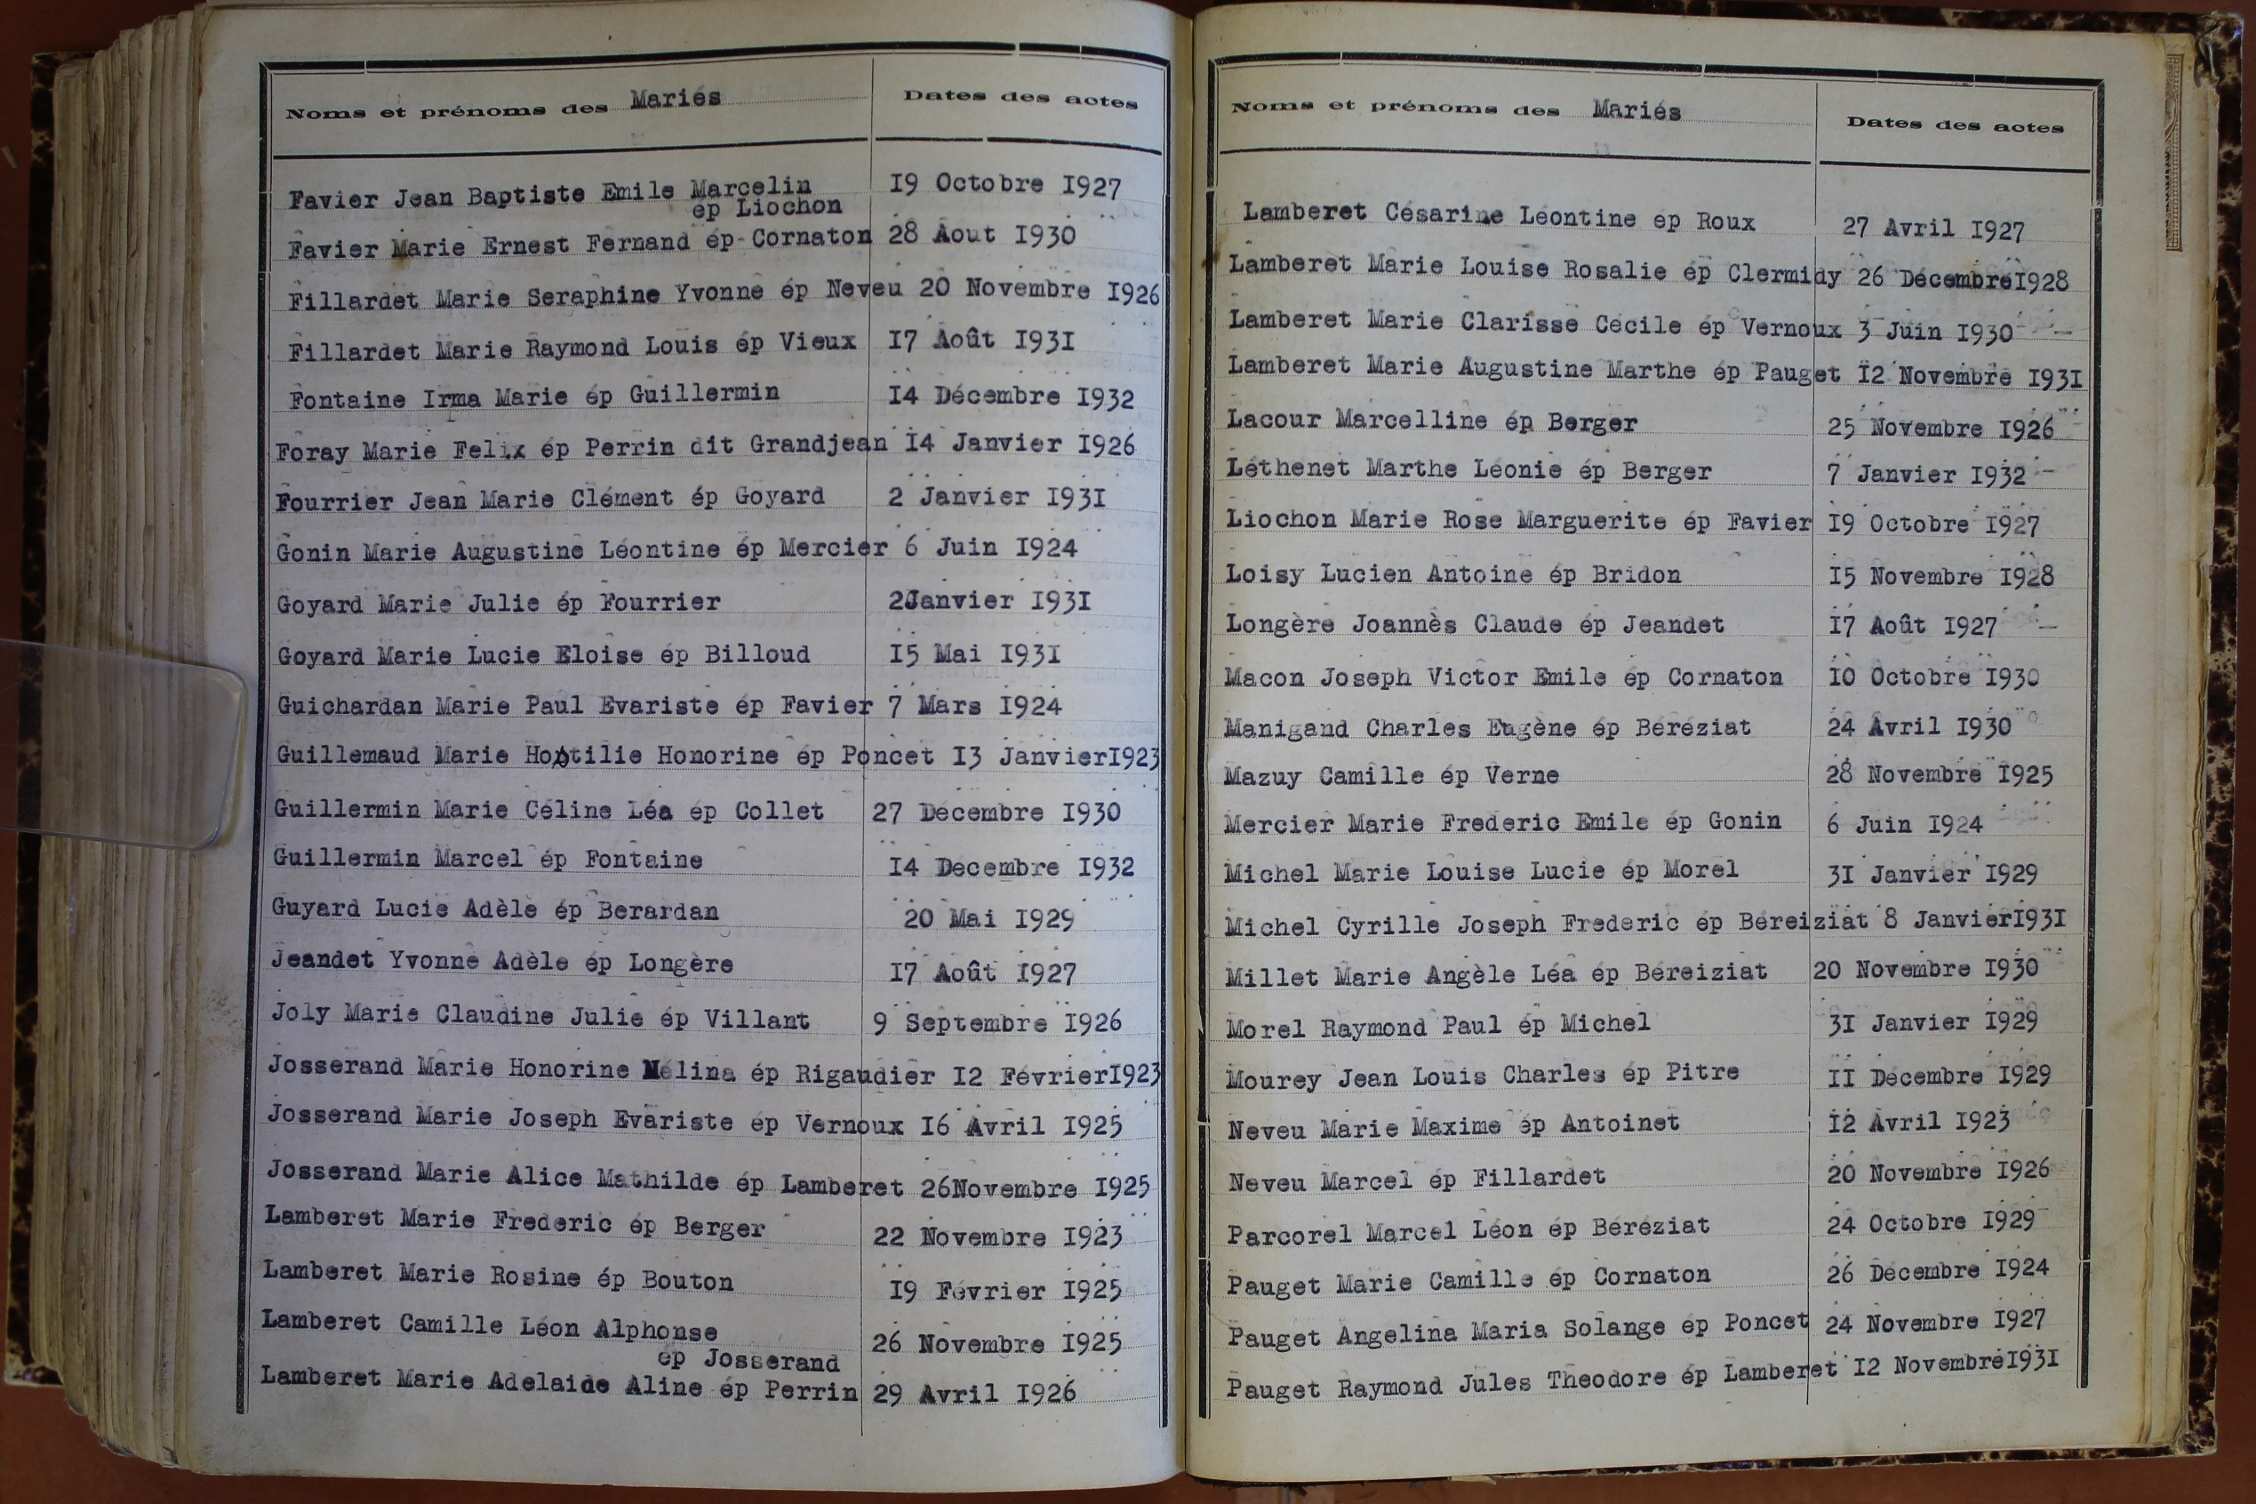 Noms et prénoms des Mariés Dates des actes
Favier Jean Baptiste Emile Marcelin 19 Octobre 1927
ép Liochon
Favier Marie Ernest Fernand ép Cornaton 28 Aout 1930
Fillardet Marie Seraphine Yvonne ép Neveu 20 Novembre 1926
Fillardet Marie Raymond Louis ép Vieux 17 Août 1931
Fontaine Irma Marie ép Guillermin 14 Décembre 1932
Foray Marie Felix ép Perrin dit Grandjean 14 Janvier 1926
Fourrier Jean Marie Clément ép Goyard 2 Janvier 1931
Gonin Marie Augustine Léontine ép Mercier 6 Juin 1924
Goyard Marie Julie ép Fourrier 2Janvier 1931
Goyard Marie Lucie Eloise ép Billoud 15 Mai 1931
Guichardan Marie Paul Evariste ép Favier 7 Mars 1924
Guillemaud Marie Honorine ép Poncet 13 Janvier1923
Guillermin Marie Céline Léa ép Collet 27 Décembre 1930
Guillermin Marcel ép Fontaine 14 Decembre 1932
Guyard Lucie Adèle ép Berardan 20 Mai 1929
Jeandet Yvonne Adèle ép Longère 17 Août 1927
Joly Marie Claudine Julie ép Villant 9 Septembre 1926
Josserand Marie Honorine Mélina ép Rigaudier 12 Février1923
Josserand Marie Joseph Evariste ép Vernoux 16 Avril 1925
Josserand Marie Alice Mathilde ép Lamberet 26Novembre 1925
Lamberet Marie Frederic ép Berger 22 Novembre 1923
Lamberet Marie Rosine ép Bouton 19 Février 1925
Lamberet Camille Léon Alphonse 26 Novembre 1925
ép Josserand
Lamberet Marie Adelaide Aline ép Perrin 29 Avril 1926
Noms et prénoms des Mariés Dates des actes
Lamberet Césarine Léontine ep Roux 27 Avril 1927
Lamberet Marie Louise Rosalie ép Clermidy 26 Décembre1928
Lamberet Marie Clarisse Cécile ép Vernoux 3 Juin 1930
Lamberet Marie Augustine Marthe ép Pauget 12 Novembre 1931
Lacour Marcelline ép Berger 25 Novembre 1926
Léthenet Marthe Léonie ép Berger 7 Janvier 1932
Liochon Marie Rose Marguerite ép Favier 19 Octobre 1927
Loisy Lucien Antoine ép Bridon 15 Novembre 1928
Longère Joannès Claude ép Jeandet 17 Août 1927
Macon Joseph Victor Emile ép Cornaton 10 Octobre 1930
Manigand Charles Eugène ép Béréziat 24 Avril 1930
Mazuy Camille ép Verne 28 Novembre 1925
Mercier Marie Frederic Emile ép Gonin 6 Juin 1924
Michel Marie Louise Lucie ép Morel 31 Janvier 1929
Michel Cyrille Joseph Frederic ép Béreiziat 8 Janvier1931
Millet Marie Angèle Léa ép Béreiziat 20 Novembre 1930
Morel Raymond Paul ép Michel 31 Janvier 1929
Mourey Jean Louis Charles ép Pitre 11 Décembre 1929
Neveu Marie Maxime ép Antoinet 12 Avril 1923
Neveu Marcel ép Fillardet 20 Novembre 1926
Parcorel Marcel Léon ép Béréziat 24 Octobre 1929
Pauget Marie Camille ép Cornaton 26 Décembre 1924
Pauget Angelina Maria Solange ép Poncet 24 Novembre 1927
Pauget Raymond Jules Theodore ép Lamberet 12 Novembre1931